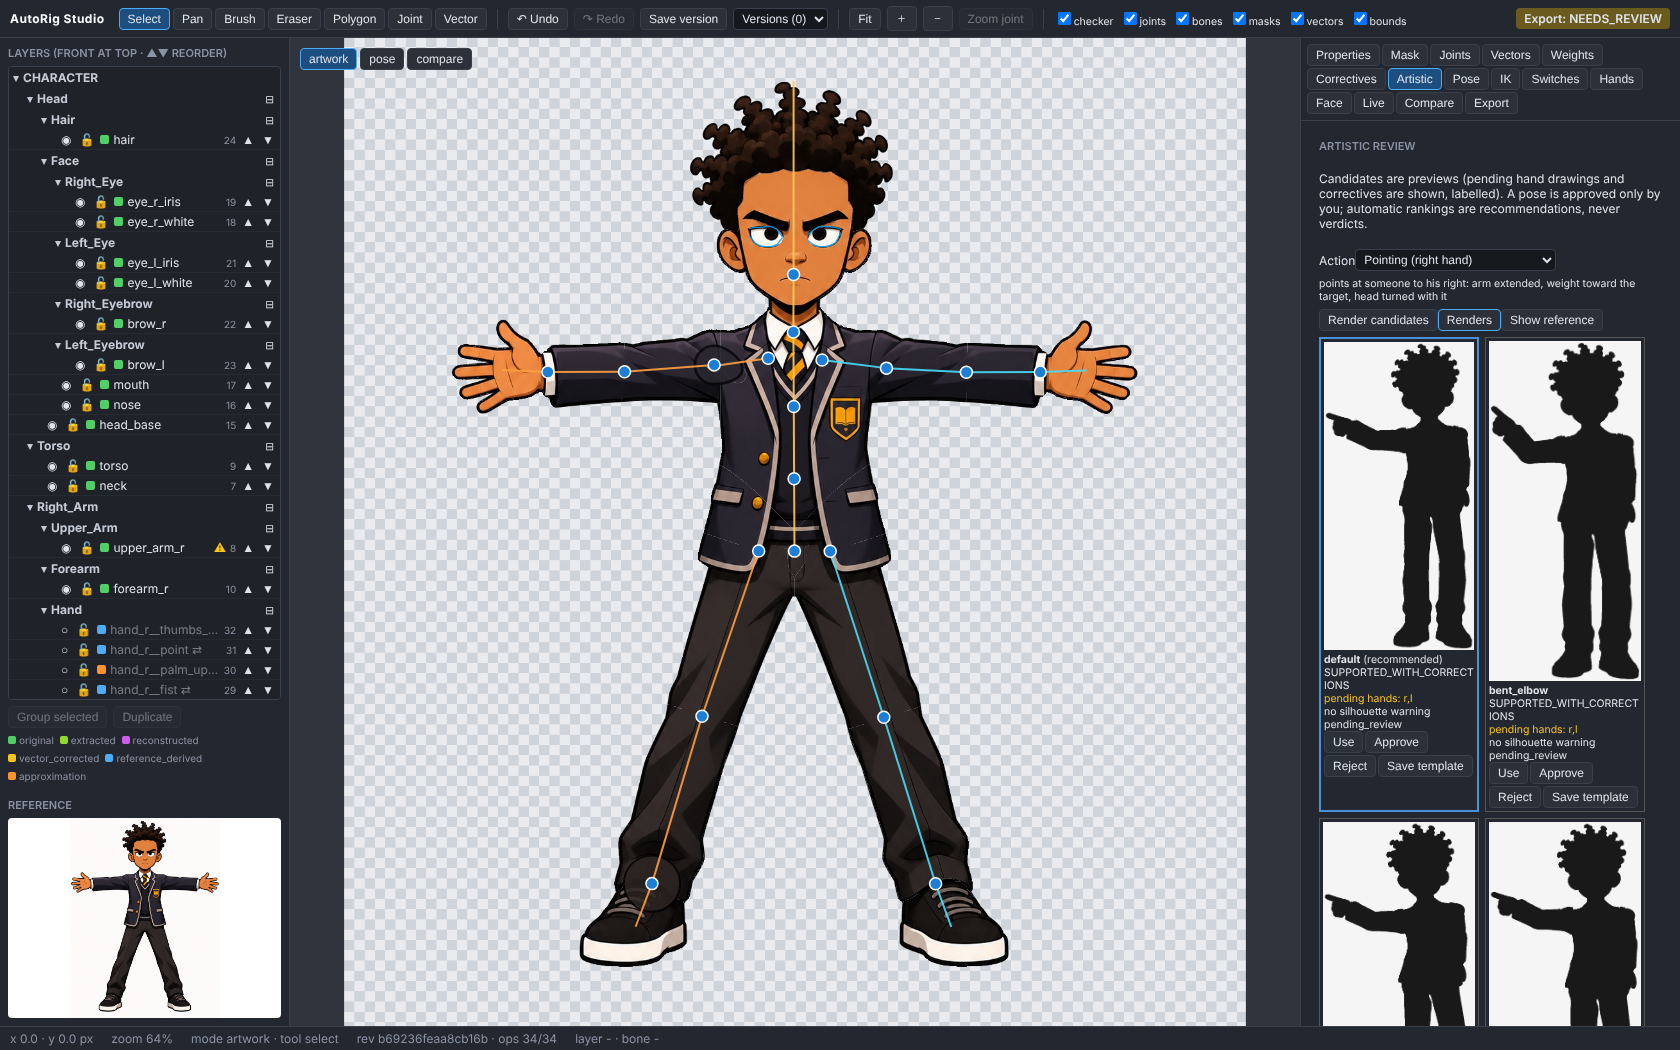 AutoRig Studio Select Pan Brush Eraser Polygon Joint Vector ↶ Undo ↷ Redo Save version Versions (0) Fit + − Zoom joint checker joints bones masks vectors bounds Export: NEEDS_REVIEW
LAYERS (FRONT AT TOP · ▲▼ REORDER)
▾ CHARACTER
▾ Head
▾ Hair
hair 24 ▲ ▼
▾ Face
▾ Right_Eye
eye_r_iris 19 ▲ ▼
eye_r_white 18 ▲ ▼
▾ Left_Eye
eye_l_iris 21 ▲ ▼
eye_l_white 20 ▲ ▼
▾ Right_Eyebrow
brow_r 22 ▲ ▼
▾ Left_Eyebrow
brow_l 23 ▲ ▼
mouth 17 ▲ ▼
nose 16 ▲ ▼
head_base 15 ▲ ▼
▾ Torso
torso 9 ▲ ▼
neck 7 ▲ ▼
▾ Right_Arm
▾ Upper_Arm
upper_arm_r 8 ▲ ▼
▾ Forearm
forearm_r 10 ▲ ▼
▾ Hand
hand_r__thumbs_... 32 ▲ ▼
hand_r__point ⇄ 31 ▲ ▼
hand_r__palm_up... 30 ▲ ▼
hand_r__fist ⇄ 29 ▲ ▼
Group selected Duplicate
original extracted reconstructed
vector_corrected reference_derived
approximation
REFERENCE
artwork pose compare
Properties Mask Joints Vectors Weights
Correctives Artistic Pose IK Switches Hands
Face Live Compare Export
ARTISTIC REVIEW
Candidates are previews (pending hand drawings and
correctives are shown, labelled). A pose is approved only by
you; automatic rankings are recommendations, never
verdicts.
Action Pointing (right hand)
points at someone to his right: arm extended, weight toward the
target, head turned with it
Render candidates Renders Show reference
default (recommended)
SUPPORTED_WITH_CORRECT
IONS
pending hands: r,l
no silhouette warning
pending_review
Use Approve
Reject Save template
bent_elbow
SUPPORTED_WITH_CORRECT
IONS
pending hands: r,l
no silhouette warning
pending_review
Use Approve
Reject Save template
x 0.0 · y 0.0 px zoom 64% mode artwork · tool select rev b69236feaa8cb16b · ops 34/34 layer - · bone -